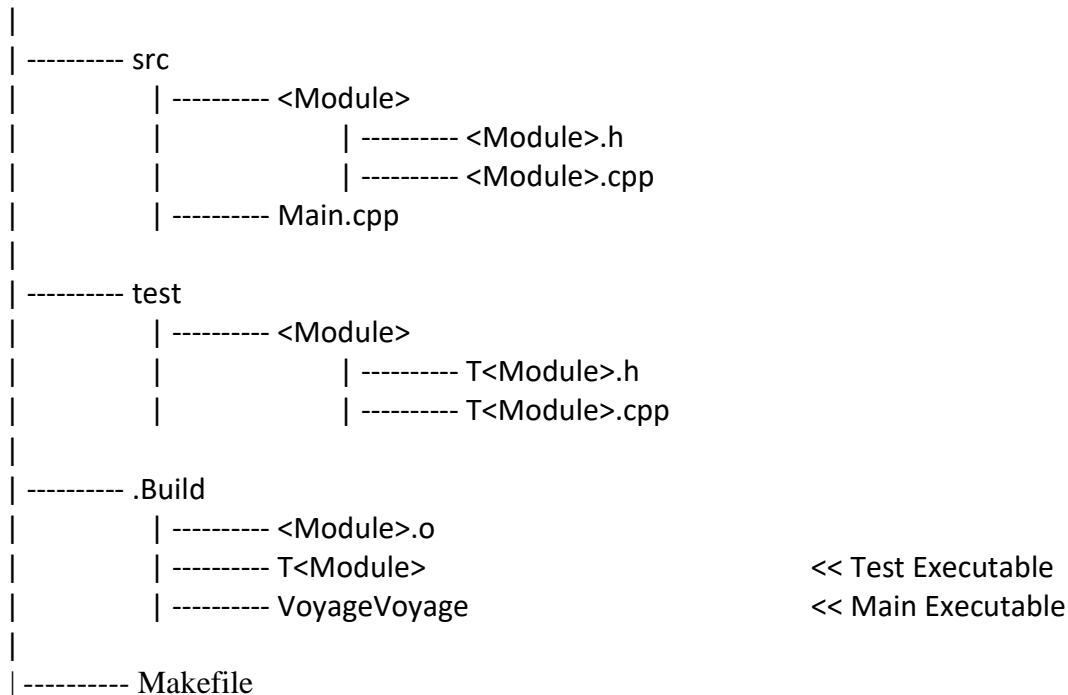 |
| ---------- src
| | ---------- <Module>
| | | ---------- <Module>.h
| | | ---------- <Module>.cpp
| | ---------- Main.cpp
|
| ---------- test
| | ---------- <Module>
| | | ---------- T<Module>.h
| | | ---------- T<Module>.cpp
|
| ---------- .Build
| | ---------- <Module>.o
| | ---------- T<Module> << Test Executable
| | ---------- VoyageVoyage << Main Executable
|
| ---------- Makefile